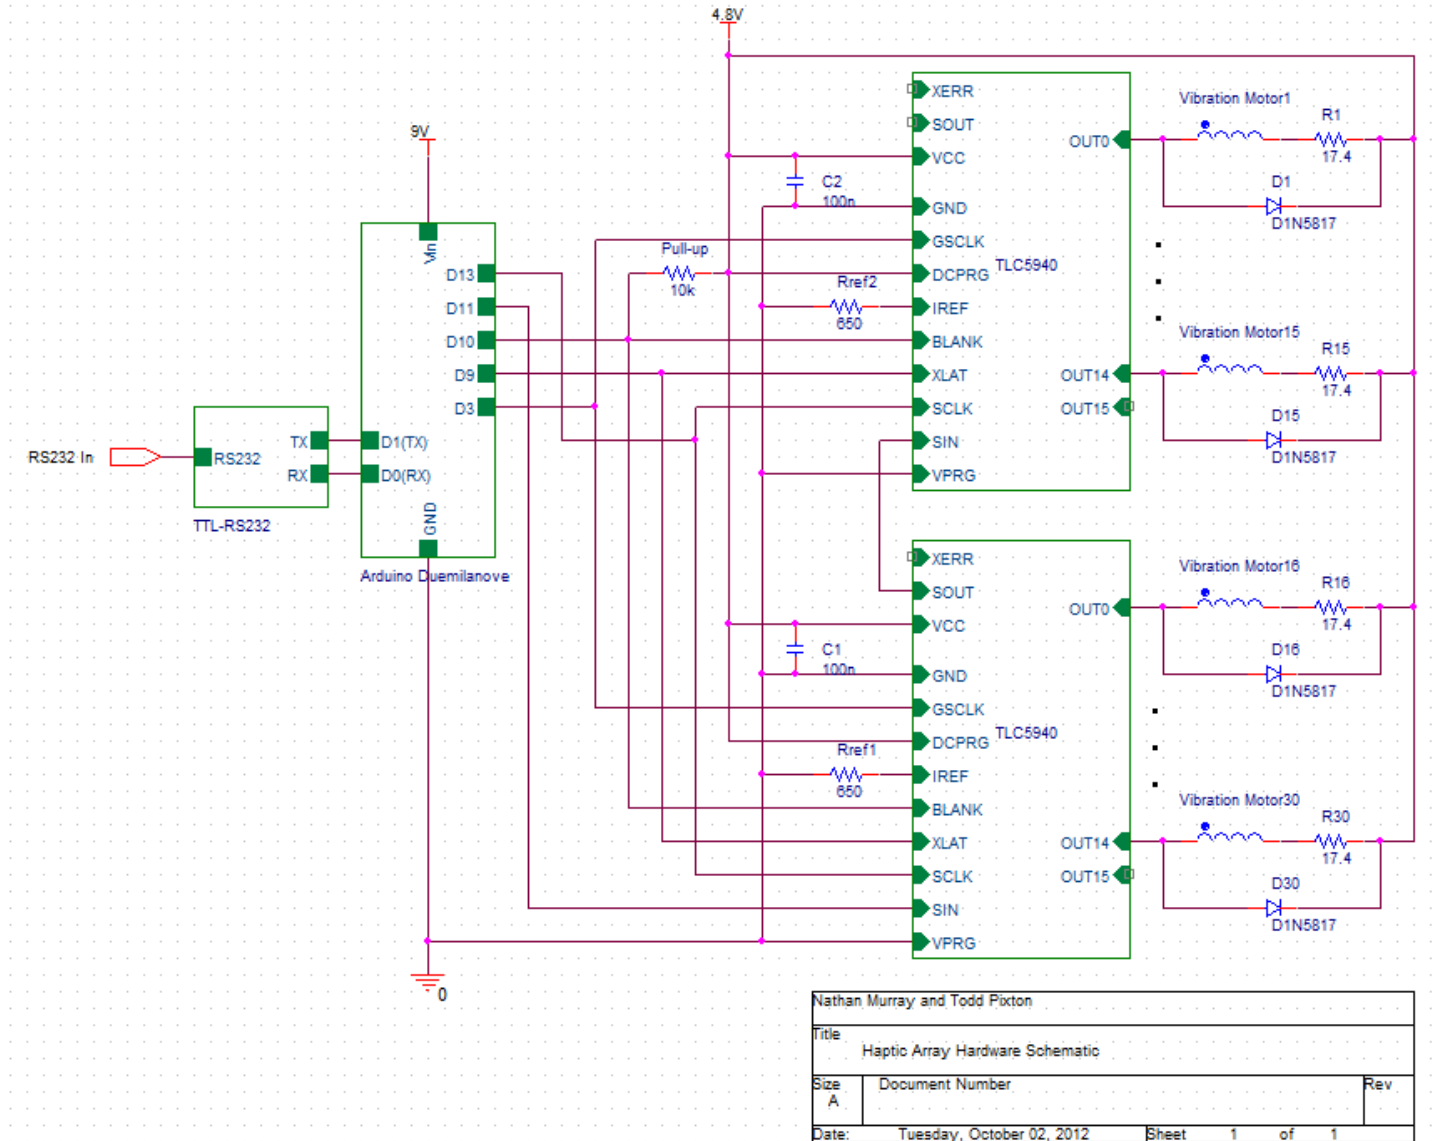 4.8V
9V
Vin
D13
D11
D10
D9
D3
D1(TX)
D0(RX)
GND
Arduino Duemilanove
RS232 In
RS232
TX
RX
TTL-RS232
Pull-up
10k
C2
100n
Rref2
650
XERR
SOUT
VCC
GND
GSCLK
DCPRG
IREF
BLANK
XLAT
SCLK
SIN
VPRG
TLC5940
OUT0
OUT14
OUT15
Vibration Motor1
R1
17.4
D1
D1N5817
Vibration Motor15
R15
17.4
D15
D1N5817
C1
100n
Rref1
650
XERR
SOUT
VCC
GND
GSCLK
DCPRG
IREF
BLANK
XLAT
SCLK
SIN
VPRG
TLC5940
OUT0
OUT14
OUT15
Vibration Motor16
R16
17.4
D16
D1N5817
Vibration Motor30
R30
17.4
D30
D1N5817
0
Nathan Murray and Todd Pixton
Title
Haptic Array Hardware Schematic
Size
A
Document Number
Rev
Date: Tuesday, October 02, 2012 Sheet 1 of 1